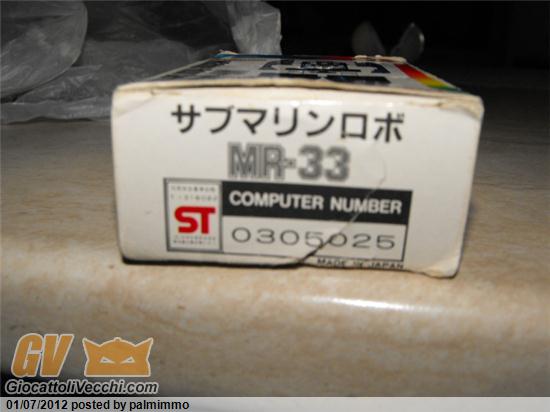 サブマリンロボ
MR-33
ST
COMPUTER NUMBER
0305025
MADE IN JAPAN
GV
GiocattoliVecchi.com
01/07/2012 posted by palmimmo